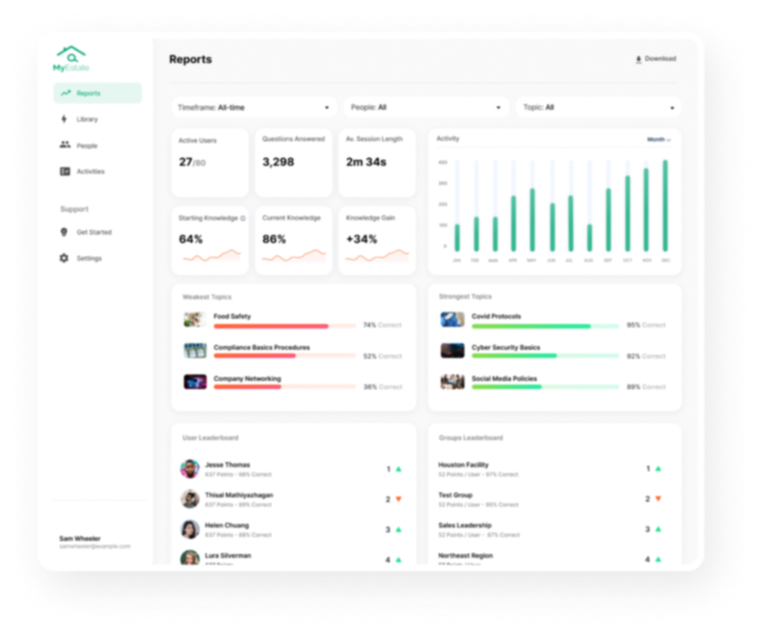 MyEstate
Reports
Library
People
Activities
Support
Get Started
Settings
Sam Wheeler
samwheeler@example.com
Reports
Download
Timeframe: All-time
People: All
Topic: All
Active Users
27/80
Questions Answered
3,298
Av. Session Length
2m 34s
Starting Knowledge
64%
Current Knowledge
86%
Knowledge Gain
+34%
Activity
Month
400
300
200
100
0
JAN FEB MAR APR MAY JUN JUL AUG SEP OCT NOV DEC
Weakest Topics
Food Safety
74% Correct
Compliance Basics Procedures
52% Correct
Company Networking
36% Correct
Strongest Topics
Covid Protocols
95% Correct
Cyber Security Basics
92% Correct
Social Media Policies
89% Correct
User Leaderboard
Jesse Thomas
637 Points - 98% Correct
1
Thisal Mathiyazhagan
637 Points - 89% Correct
2
Helen Chuang
637 Points - 88% Correct
3
Lura Silverman
4
Groups Leaderboard
Houston Facility
52 Points / User - 97% Correct
1
Test Group
52 Points / User - 95% Correct
2
Sales Leadership
52 Points / User - 87% Correct
3
Northeast Region
4